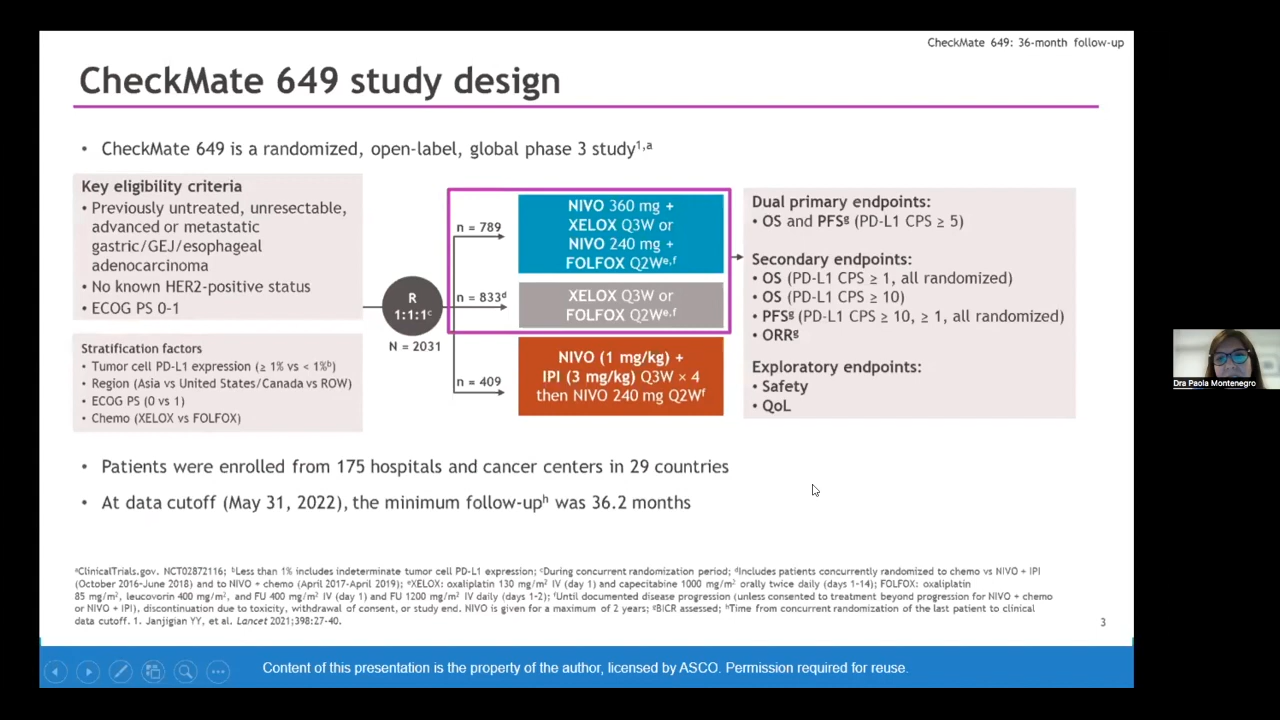 CheckMate 649: 36-month follow-up
CheckMate 649 study design
• CheckMate 649 is a randomized, open-label, global phase 3 study1,a
Key eligibility criteria
• Previously untreated, unresectable,
advanced or metastatic
gastric/GEJ/esophageal
adenocarcinoma
• No known HER2-positive status
• ECOG PS 0-1
Stratification factors
• Tumor cell PD-L1 expression (≥ 1% vs < 1%b)
• Region (Asia vs United States/Canada vs ROW)
• ECOG PS (0 vs 1)
• Chemo (XELOX vs FOLFOX)
R
1:1:1c
N = 2031
n = 789
NIVO 360 mg +
XELOX Q3W or
NIVO 240 mg +
FOLFOX Q2We,f
n = 833d
XELOX Q3W or
FOLFOX Q2We,f
n = 409
NIVO (1 mg/kg) +
IPI (3 mg/kg) Q3W × 4
then NIVO 240 mg Q2Wf
Dual primary endpoints:
• OS and PFSg (PD-L1 CPS ≥ 5)
Secondary endpoints:
• OS (PD-L1 CPS ≥ 1, all randomized)
• OS (PD-L1 CPS ≥ 10)
• PFSg (PD-L1 CPS ≥ 10, ≥ 1, all randomized)
• ORRg
Exploratory endpoints:
• Safety
• QoL
• Patients were enrolled from 175 hospitals and cancer centers in 29 countries
• At data cutoff (May 31, 2022), the minimum follow-uph was 36.2 months
aClinicalTrials.gov. NCT02872116; bLess than 1% includes indeterminate tumor cell PD-L1 expression; cDuring concurrent randomization period; dIncludes patients concurrently randomized to chemo vs NIVO + IPI
(October 2016-June 2018) and to NIVO + chemo (April 2017-April 2019); eXELOX: oxaliplatin 130 mg/m2 IV (day 1) and capecitabine 1000 mg/m2 orally twice daily (days 1-14); FOLFOX: oxaliplatin
85 mg/m2, leucovorin 400 mg/m2, and FU 400 mg/m2 IV (day 1) and FU 1200 mg/m2 IV daily (days 1-2); fUntil documented disease progression (unless consented to treatment beyond progression for NIVO + chemo
or NIVO + IPI), discontinuation due to toxicity, withdrawal of consent, or study end. NIVO is given for a maximum of 2 years; gBICR assessed; hTime from concurrent randomization of the last patient to clinical
data cutoff. 1. Janjigian YY, et al. Lancet 2021;398:27-40.
3
Content of this presentation is the property of the author, licensed by ASCO. Permission required for reuse.
Dra Paola Montenegro